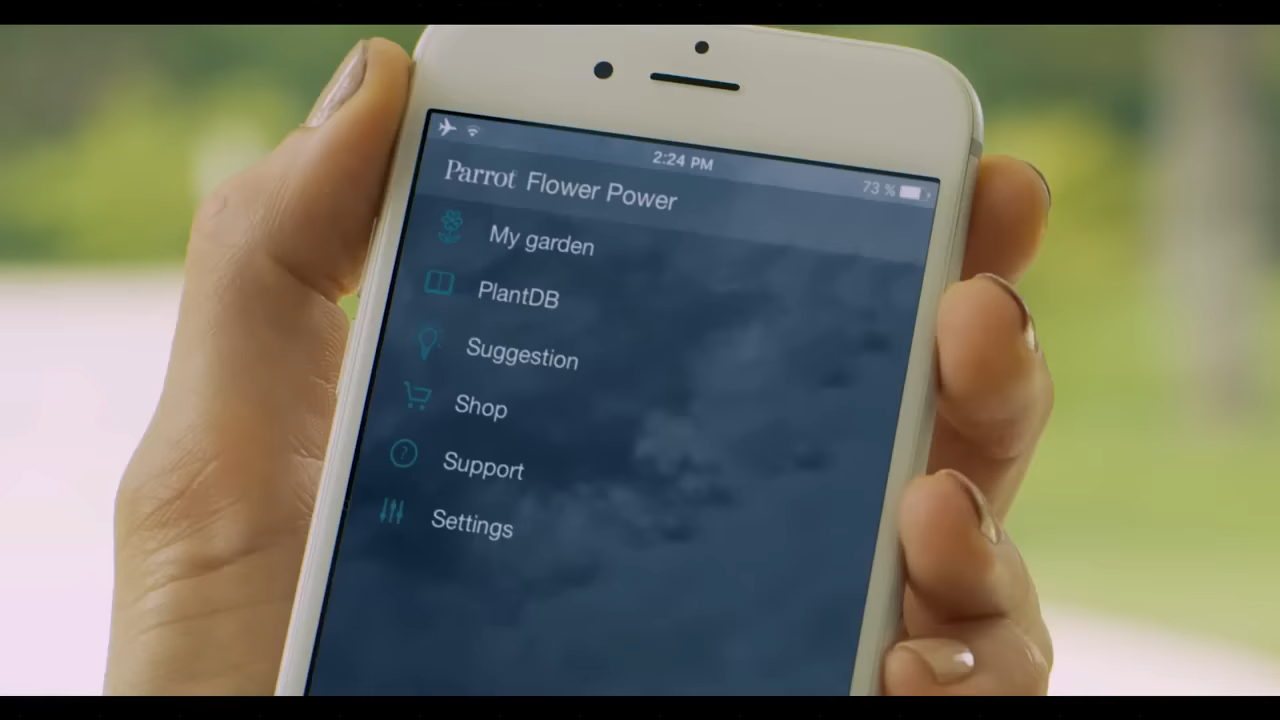 2:24 PM
73 %
Parrot Flower Power
My garden
PlantDB
Suggestion
Shop
? Support
Settings